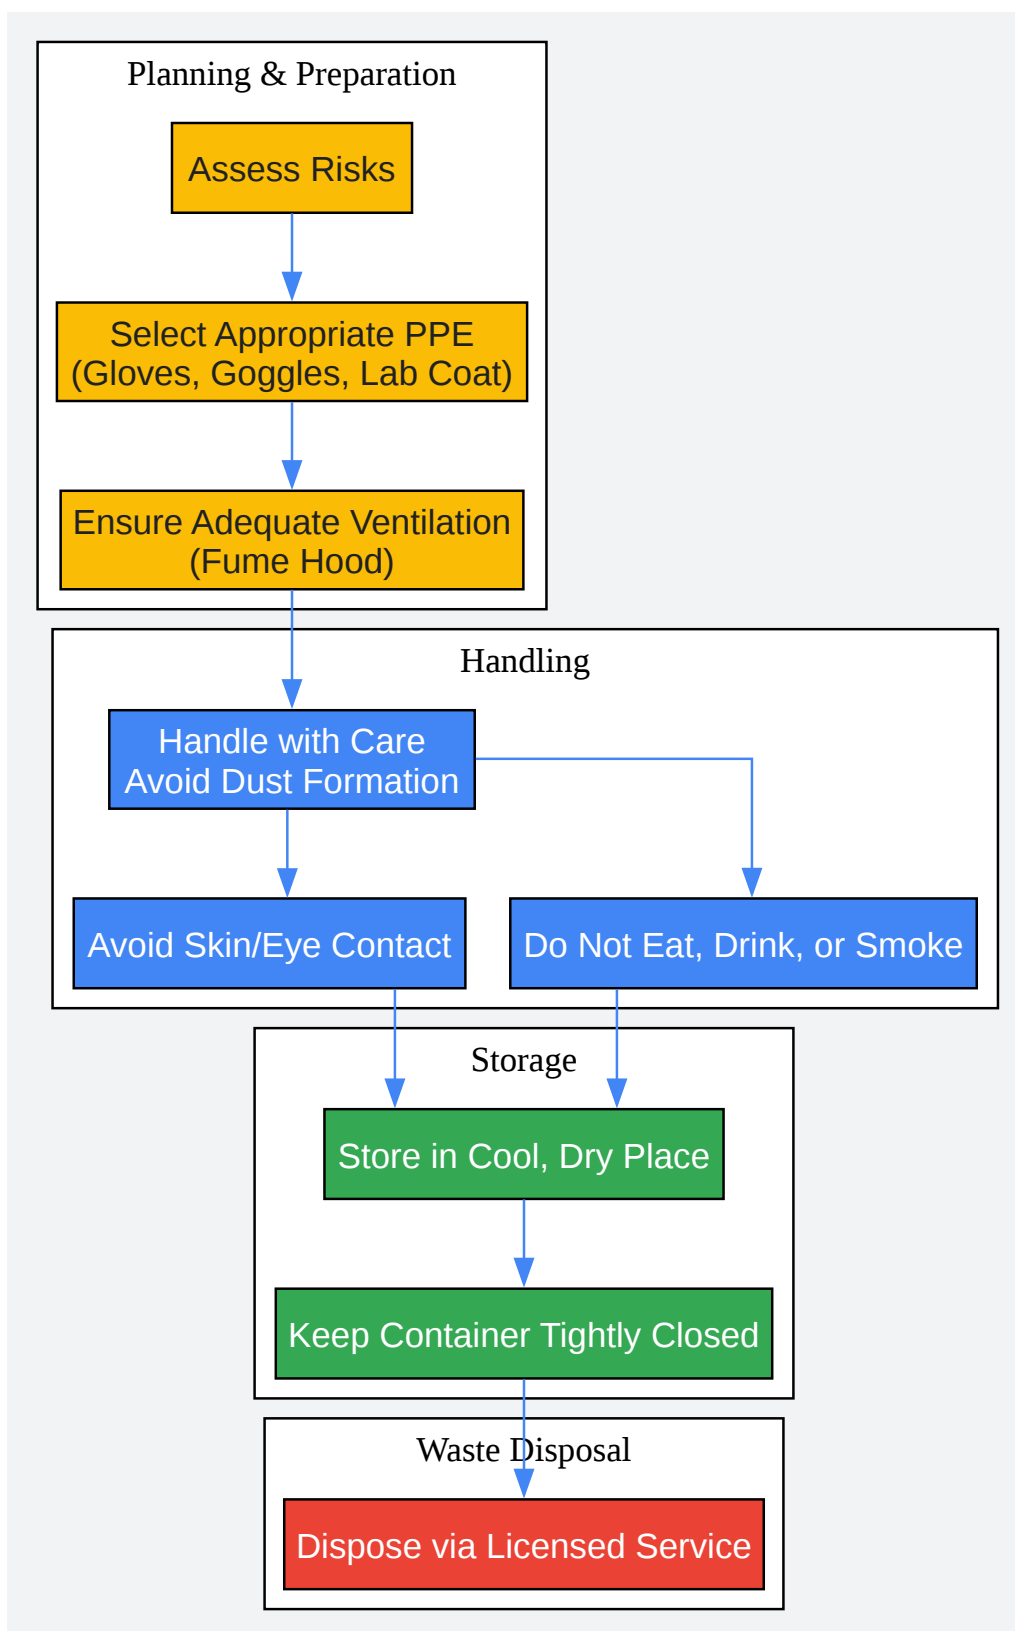 Planning & Preparation
Assess Risks
Select Appropriate PPE
(Gloves, Goggles, Lab Coat)
Ensure Adequate Ventilation
(Fume Hood)
Handling
Handle with Care
Avoid Dust Formation
Avoid Skin/Eye Contact
Do Not Eat, Drink, or Smoke
Storage
Store in Cool, Dry Place
Keep Container Tightly Closed
Waste Disposal
Dispose via Licensed Service